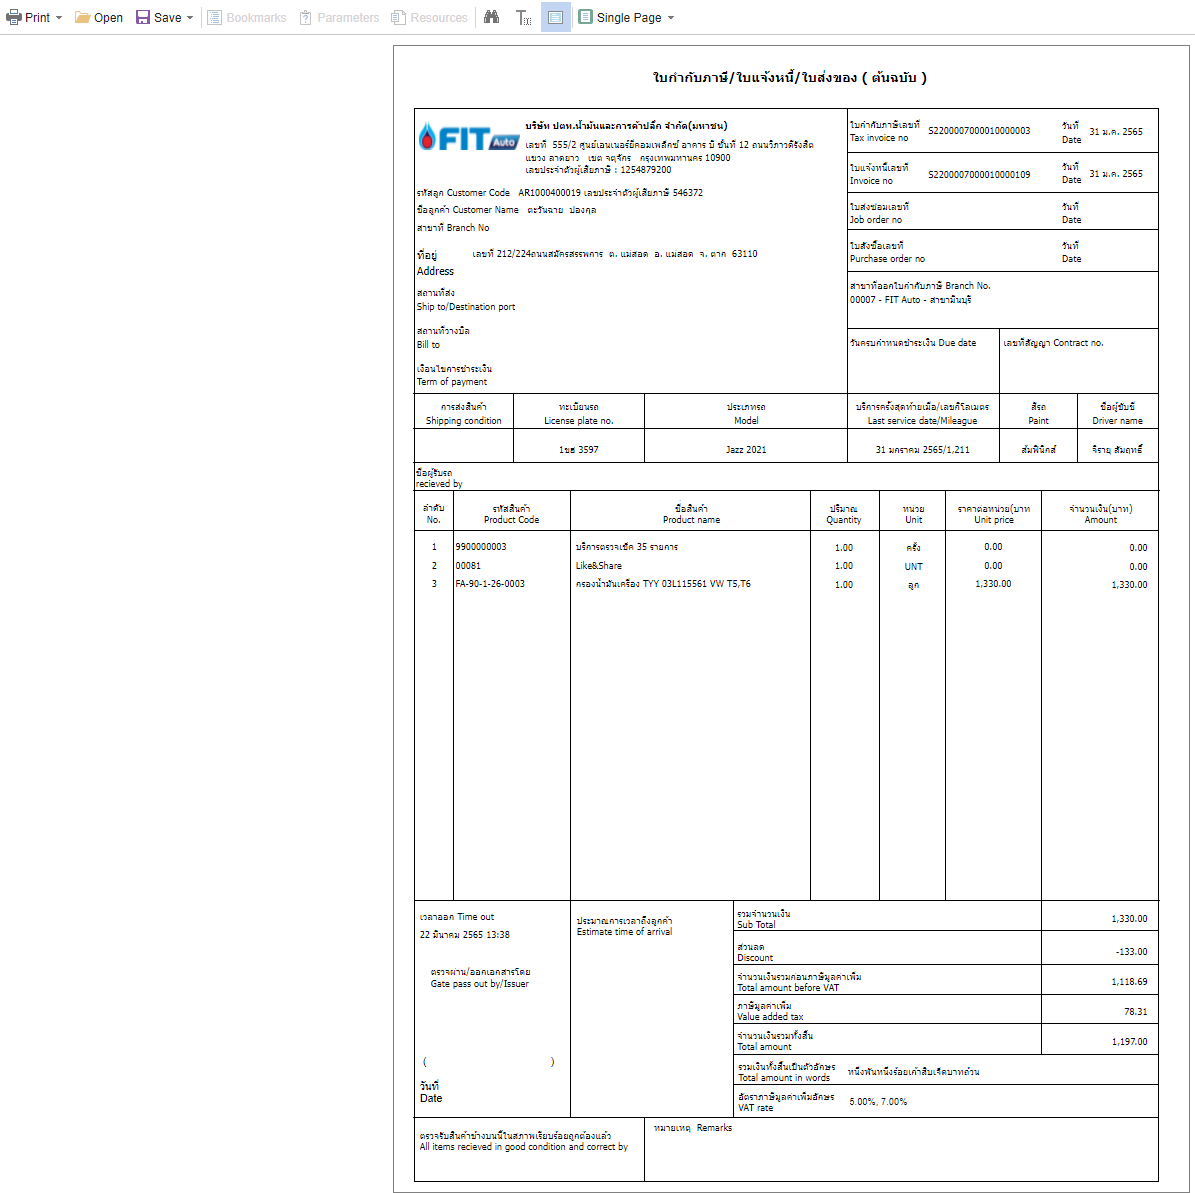 Print Open Save Bookmarks Parameters Resources Single Page
ใบกำกับภาษี/ใบแจ้งหนี้/ใบส่งของ ( ต้นฉบับ )
FIT Auto
บริษัท ปตท.น้ำมันและการค้าปลีก จำกัด(มหาชน)
เลขที่ 555/2 ศูนย์เอนเนอร์ยี่คอมเพล็กซ์ อาคาร บี ชั้นที่ 12 ถนนวิภาวดีรังสิต
แขวง ลาดยาว เขต จตุจักร กรุงเทพมหานคร 10900
เลขประจำตัวผู้เสียภาษี : 1254879200
รหัสลูก Customer Code AR1000400019 เลขประจำตัวผู้เสียภาษี 546372
ชื่อลูกค้า Customer Name ตะวันฉาย ปองกุล
สาขาที่ Branch No
ที่อยู่ เลขที่ 212/224ถนนสมัครสรรพการ ต. แม่สอด อ. แม่สอด จ. ตาก 63110
Address
สถานที่ส่ง
Ship to/Destination port
สถานที่วางบิล
Bill to
เงื่อนไขการชำระเงิน
Term of payment
ใบกำกับภาษีเลขที่ S2200007000010000003 วันที่ 31 ม.ค. 2565
Tax invoice no Date
ใบแจ้งหนี้เลขที่ S2200007000010000109 วันที่ 31 ม.ค. 2565
Invoice no Date
ใบสั่งซ่อมเลขที่ วันที่
Job order no Date
ใบสั่งซื้อเลขที่ วันที่
Purchase order no Date
สาขาที่ออกใบกำกับภาษี Branch No.
00007 - FIT Auto - สาขามีนบุรี
วันครบกำหนดชำระเงิน Due date เลขที่สัญญา Contract no.
การส่งสินค้า ทะเบียนรถ ประเภทรถ บริการครั้งสุดท้ายเมื่อ/เลขกิโลเมตร สีรถ ชื่อผู้ขับขี่
Shipping condition License plate no. Model Last service date/Mileague Paint Driver name
1ขฮ 3597 Jazz 2021 31 มกราคม 2565/1,211 ส้มฟินิกส์ จิรายุ สัมฤทธิ์
ชื่อผู้รับรถ
recieved by
ลำดับ รหัสสินค้า ชื่อสินค้า ปริมาณ หน่วย ราคาต่อหน่วย(บาท จำนวนเงิน(บาท)
No. Product Code Product name Quantity Unit Unit price Amount
1 9900000003 บริการตรวจเช็ค 35 รายการ 1.00 ครั้ง 0.00 0.00
2 00081 Like&Share 1.00 UNT 0.00 0.00
3 FA-90-1-26-0003 กรองน้ำมันเครื่อง TYY 03L115561 VW T5,T6 1.00 ลูก 1,330.00 1,330.00
เวลาออก Time out
22 มีนาคม 2565 13:38
ตรวจผ่าน/ออกเอกสารโดย
Gate pass out by/Issuer
( )
วันที่
Date
ประมาณการเวลาถึงลูกค้า
Estimate time of arrival
รวมจำนวนเงิน 1,330.00
Sub Total
ส่วนลด -133.00
Discount
จำนวนเงินรวมก่อนภาษีมูลค่าเพิ่ม 1,118.69
Total amount before VAT
ภาษีมูลค่าเพิ่ม 78.31
Value added tax
จำนวนเงินรวมทั้งสิ้น 1,197.00
Total amount
รวมเงินทั้งสิ้นเป็นตัวอักษร หนึ่งพันหนึ่งร้อยเก้าสิบเจ็ดบาทถ้วน
Total amount in words
อัตราภาษีมูลค่าเพิ่มอักษร 5.00%, 7.00%
VAT rate
ตรวจรับสินค้าข้างบนนี้ในสภาพเรียบร้อยถูกต้องแล้ว
All items recieved in good condition and correct by
หมายเหตุ Remarks